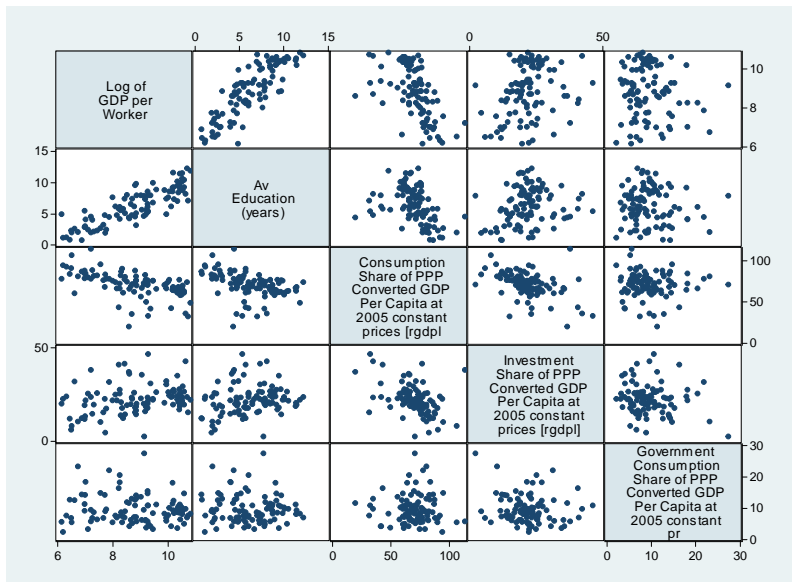 0 5 10 15 0 50
Log of
GDP per
Worker
6 8 10
0 5 10 15
Av
Education
(years)
Consumption
Share of PPP
Converted GDP
Per Capita at
2005 constant
prices [rgdpl
0 50 100
0 50
Investment
Share of PPP
Converted GDP
Per Capita at
2005 constant
prices [rgdpl]
Government
Consumption
Share of PPP
Converted GDP
Per Capita at
2005 constant
pr
0 10 20 30
6 8 10 0 50 100 0 10 20 30